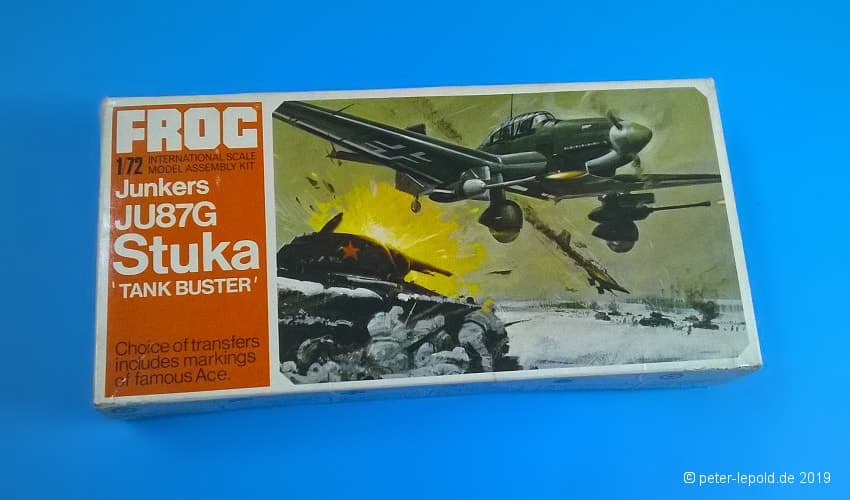 FROG
1/72 INTERNATIONAL SCALE
MODEL ASSEMBLY KIT
Junkers
JU87G
Stuka
'TANK BUSTER'
Choice of transfers
includes markings
of famous Ace.
© peter-lepold.de 2019